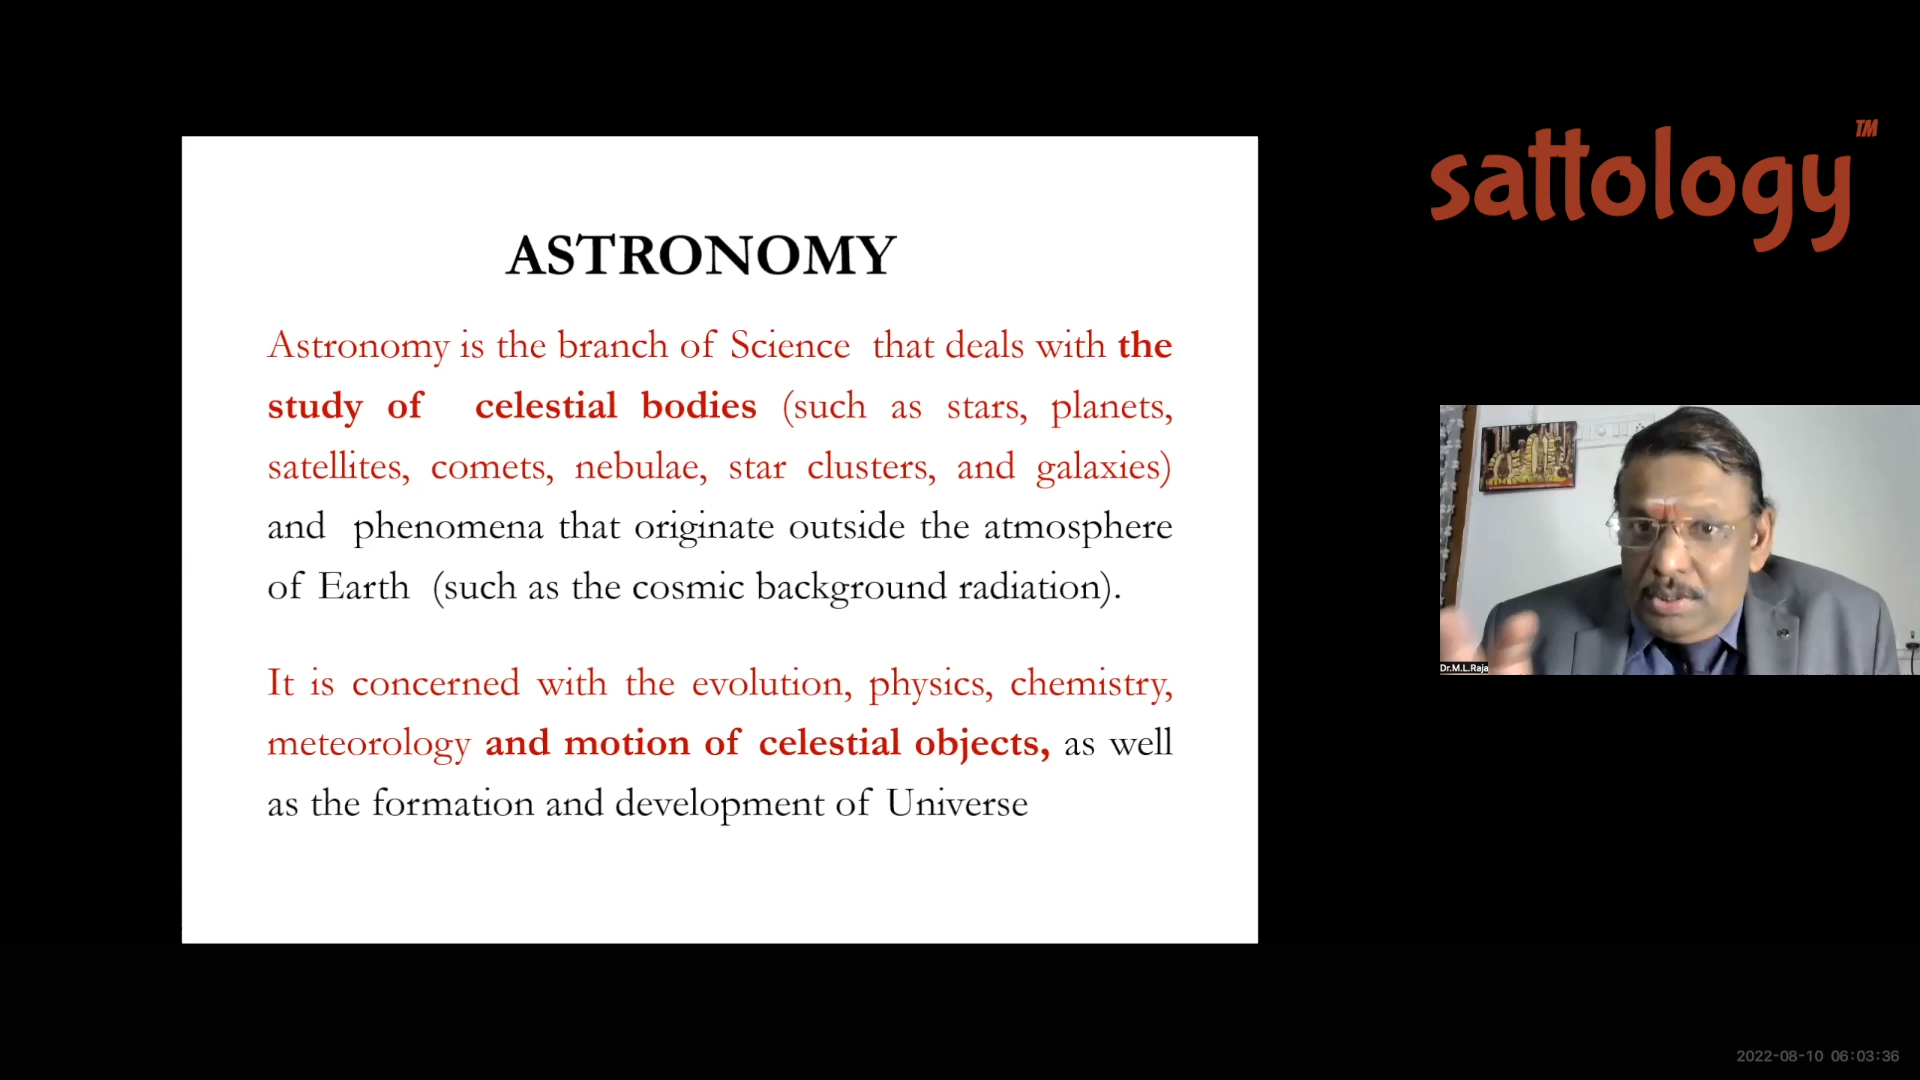 sattology™
ASTRONOMY
Astronomy is the branch of Science that deals with the
study of celestial bodies (such as stars, planets,
satellites, comets, nebulae, star clusters, and galaxies)
and phenomena that originate outside the atmosphere
of Earth (such as the cosmic background radiation).
It is concerned with the evolution, physics, chemistry,
meteorology and motion of celestial objects, as well
as the formation and development of Universe
Dr.M.L.Raja
2022-08-10 06:03:36